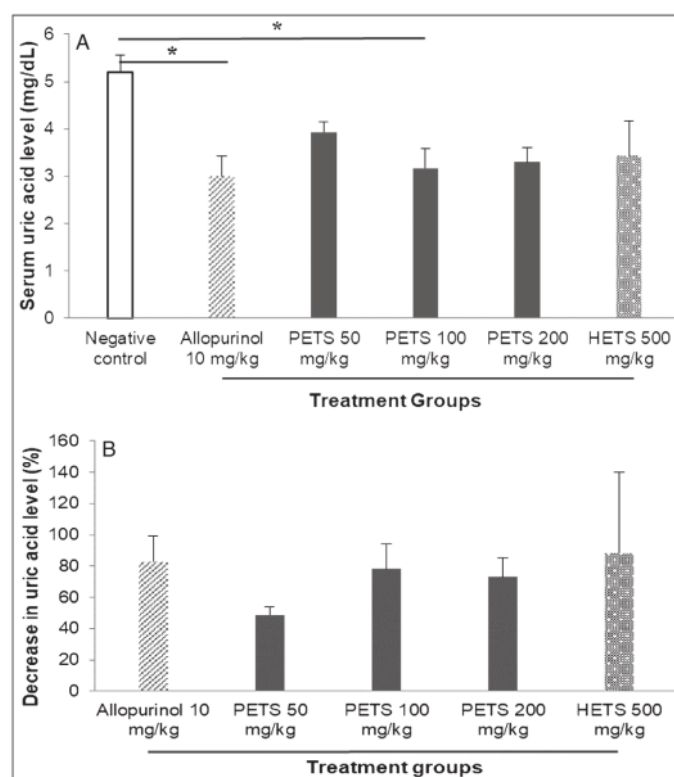 A
*
*
Serum uric acid level (mg/dL)
6
5
4
3
2
1
0
Negative control
Allopurinol 10 mg/kg
PETS 50 mg/kg
PETS 100 mg/kg
PETS 200 mg/kg
HETS 500 mg/kg
Treatment Groups
B
Decrease in uric acid level (%)
160
140
120
100
80
60
40
20
0
Allopurinol 10 mg/kg
PETS 50 mg/kg
PETS 100 mg/kg
PETS 200 mg/kg
HETS 500 mg/kg
Treatment groups